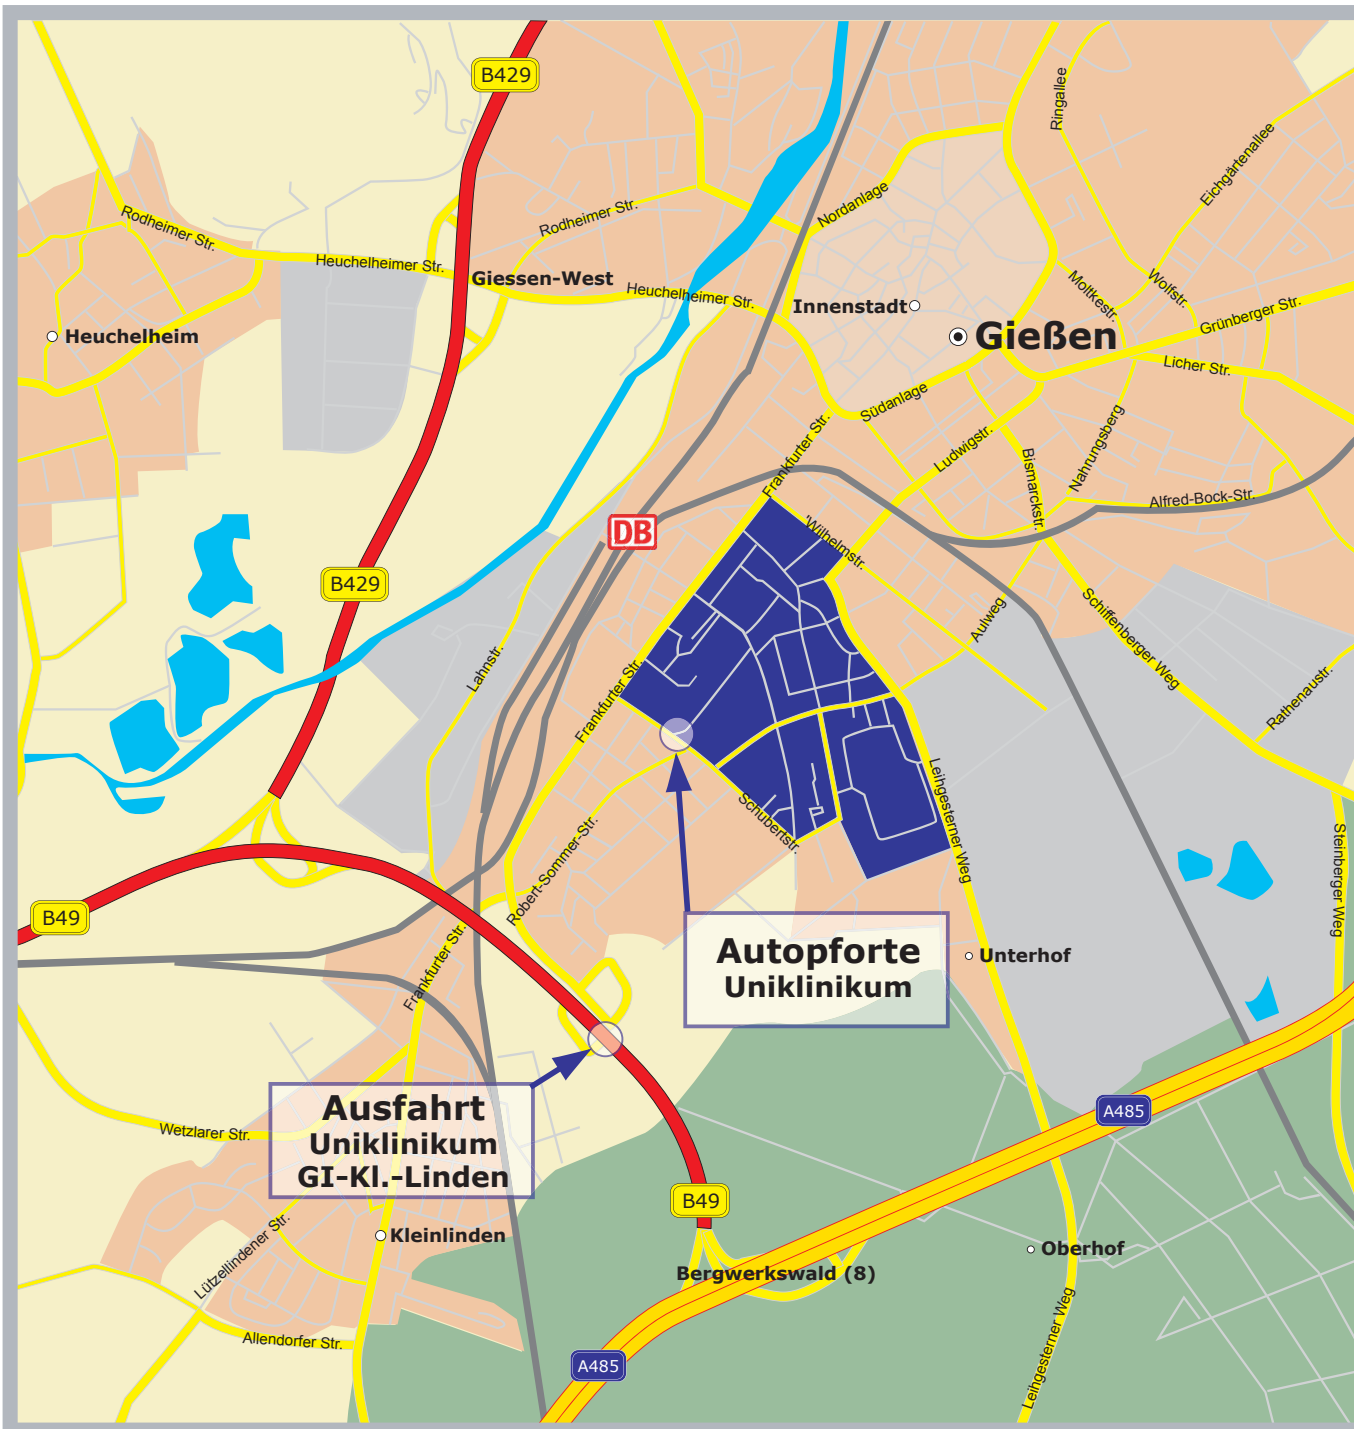 B429
Ringallee
Eichgärtenallee
Nordanlage
Rodheimer Str.
Rodheimer Str.
Heuchelheimer Str.
Giessen-West
Heuchelheimer Str.
Moltkestr.
Wolfstr.
Innenstadt
Grünberger Str.
Heuchelheim
Gießen
Licher Str.
Südanlage
Frankfurter Str.
Ludwigstr.
Nahrungsberg
Bismarckstr.
Alfred-Bock-Str.
DB
'Wilhelmstr.
B429
Aulweg
Schiffenberger Weg
Lahnstr.
Frankfurter Str.
Rathenaustr.
Leihgesterner Weg
Schubertstr.
Robert-Sommer-Str.
Steinberger Weg
B49
Frankfurter Str.
Autopforte
Uniklinikum
Unterhof
Ausfahrt
Uniklinikum
GI-Kl.-Linden
A485
Wetzlarer Str.
B49
Kleinlinden
Lützellindener Str.
Oberhof
Bergwerkswald (8)
Leihgesterner Weg
Allendorfer Str.
A485